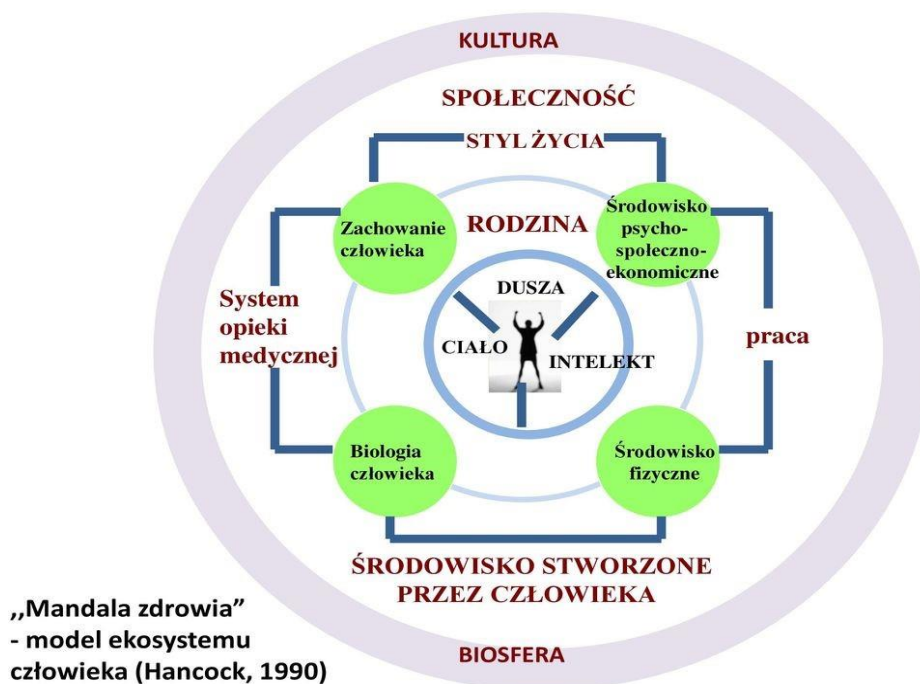 KULTURA
SPOŁECZNOŚĆ
STYL ŻYCIA
Zachowanie
człowieka
RODZINA
Środowisko
psycho-
społeczno-
ekonomiczne
DUSZA
CIAŁO
INTELEKT
System
opieki
medycznej
praca
Biologia
człowieka
Środowisko
fizyczne
ŚRODOWISKO STWORZONE
PRZEZ CZŁOWIEKA
BIOSFERA
,,Mandala zdrowia”
- model ekosystemu
człowieka (Hancock, 1990)